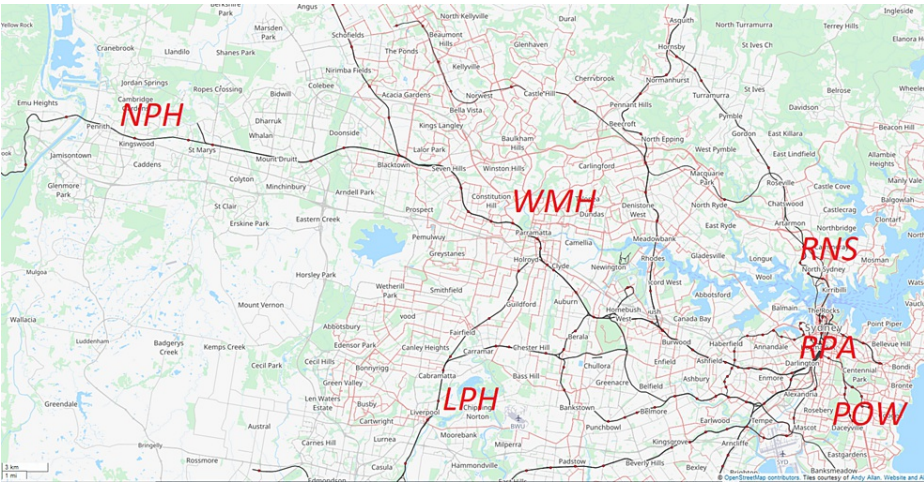 Angus
Berkshire
Park
Yellow Rock
Marsden
Park
North Kellyville
Dural
Asquith
North Turramurra
Terrey Hills
Ingleside
Cranebrook
Llandilo
Shanes Park
Schofields
The Ponds
Beaumont
Hills
Glenhaven
Hornsby
St Ives Ch
Elanora H
Jordan Springs
Ropes Crossing
Bidwill
Nirimba Fields
Colebee
Kellyville
Acacia Gardens
Norwest
Castle Hill
Cherrybrook
Normanhurst
Turramurra
St Ives
Belrose
Wheeler
Emu Heights
Cambridge
NPH
Dharruk
Bella Vista
Pennant Hills
Davidson
Penrith
Kingswood
St Marys
Whalan
Doonside
Kings Langley
Baulkham
Hills
Beecroft
Pymble
Gordon
East Killara
Beacon Hill
Jamisontown
Caddens
Mount Druitt
Blacktown
Lalor Park
Seven Hills
Winston Hills
Carlingford
North Epping
West Pymble
East Lindfield
Allambie
Heights
Glenmore
Park
Colyton
Minchinbury
Arndell Park
Constitution
Hill
WMH
Dundas
Macquarie
Park
Roseville
Castle Cove
Manly Vale
St Clair
Erskine Park
Eastern Creek
Prospect
Denistone
West
North Ryde
Chatswood
Castlecrag
Balgowlah
Clontarf
Pemulwuy
Parramatta
Camellia
Meadowbank
East Ryde
Artarmon
Northbridge
Mulgoa
Horsley Park
Greystanes
Holroyd
Clyde
Newington
Rhodes
Gladesville
Longue
RNS
Mosman
Wetherill
Park
Smithfield
Wool
North Sydney
Kirribilli
Wallacia
Mount Vernon
Guildford
Auburn
Homebush
West
Abbotsford
Balmain
The Rocks
Abbotsbury
Fairfield
Canada Bay
Sydney
Point Piper
Luddenham
Badgerys
Creek
Kemps Creek
Edensor Park
Canley Heights
Carramar
Chester Hill
Berala
Burwood
Haberfield
Annandale
RPA
Bellevue Hill
Cecil Hills
Bonnyrigg
Chullora
Enfield
Ashfield
Darlington
Centennial
Park
Bondi
Green Valley
Cabramatta
Bass Hill
Greenacre
Belfield
Ashbury
Enmore
Bronte
Greendale
Len Waters
Estate
Busby
LPH
Chipping
Norton
Bankstown
Belmore
Alexandria
Rosebery
POW
Austral
Cartwright
Liverpool
BWU
Punchbowl
Earlwood
Tempe
Mascot
Daceyville
Bringelly
Carnes Hill
Lurnea
Moorebank
Milperra
Kingsgrove
Arncliffe
Eastgardens
Rossmore
Casula
Hammondville
Padstow
Beverly Hills
Bexley
SYD
Banksmeadow
3 km
1 mi
Edmondson
Brighton
© OpenStreetMap contributors. Tiles courtesy of Andy Allan. Website and A